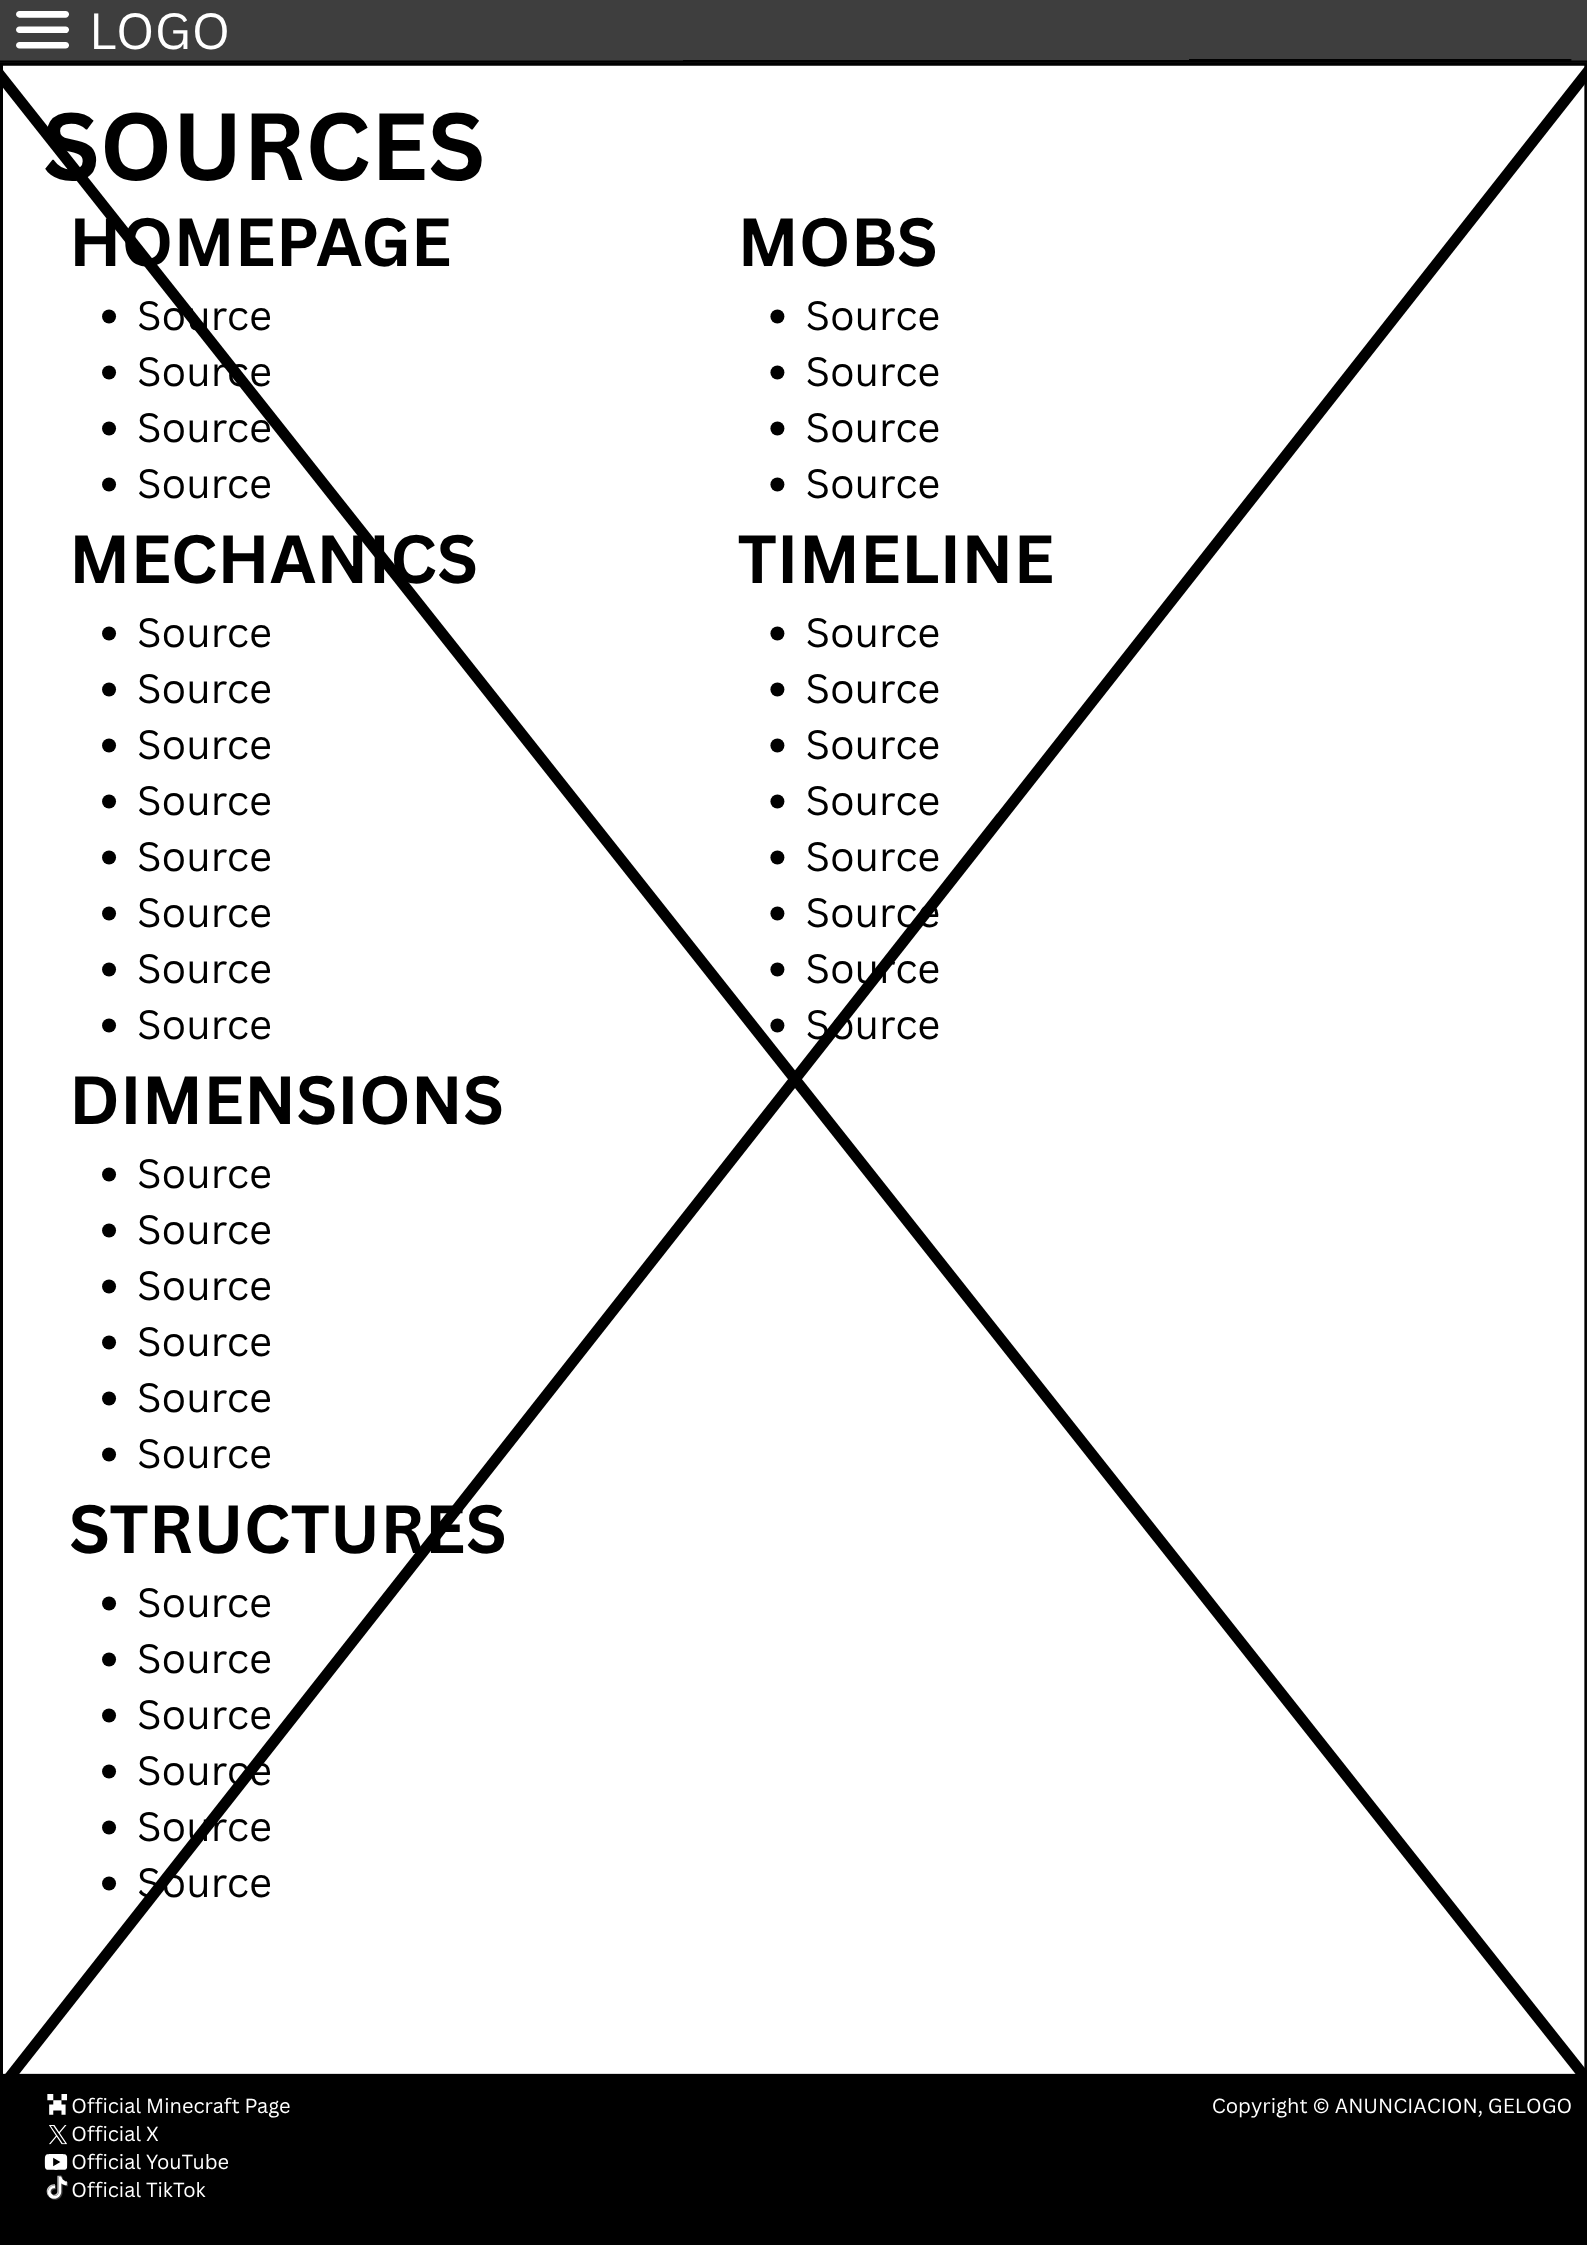 LOGO
SOURCES
HOMEPAGE
• Source
• Source
• Source
• Source
MECHANICS
• Source
• Source
• Source
• Source
• Source
• Source
• Source
• Source
DIMENSIONS
• Source
• Source
• Source
• Source
• Source
• Source
STRUCTURES
• Source
• Source
• Source
• Source
• Source
• Source
MOBS
• Source
• Source
• Source
• Source
TIMELINE
• Source
• Source
• Source
• Source
• Source
• Source
• Source
• Source
Official Minecraft Page
Official X
Official YouTube
Official TikTok
Copyright © ANUNCIACION, GELOGO